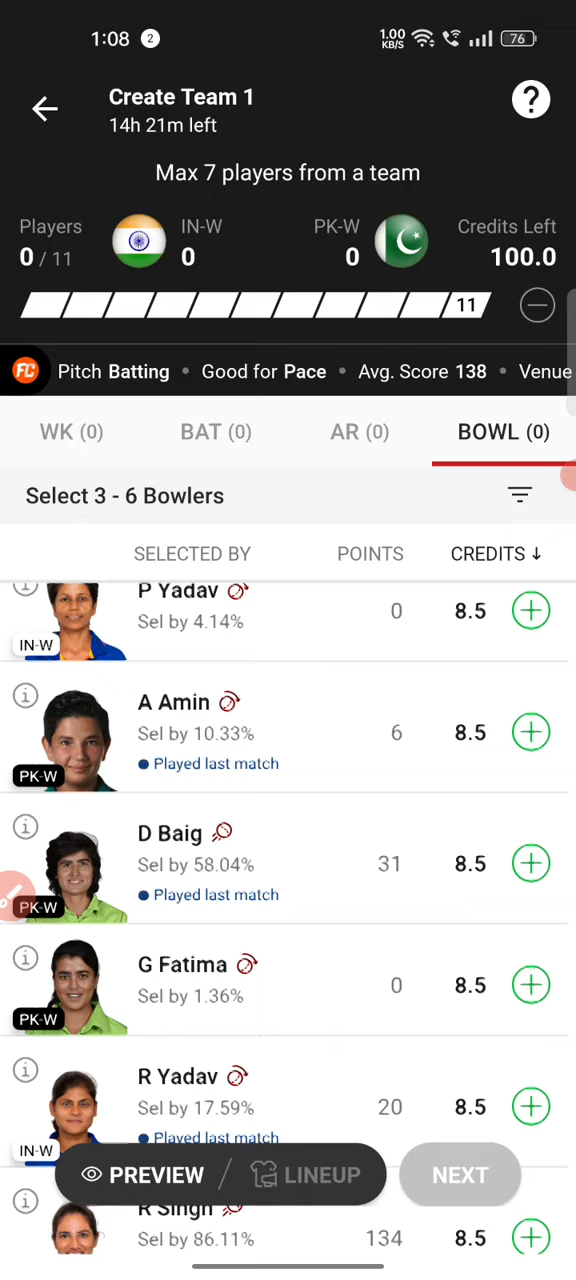 1:08 2 1.00 KB/S 76
Create Team 1
14h 21m left
Max 7 players from a team
Players IN-W PK-W Credits Left
0 / 11 0 0 100.0
11
FC Pitch Batting • Good for Pace • Avg. Score 138 • Venue
WK (0) BAT (0) AR (0) BOWL (0)
Select 3 - 6 Bowlers
SELECTED BY POINTS CREDITS ↓
P Yadav
Sel by 4.14% 0 8.5
IN-W
A Amin
Sel by 10.33% 6 8.5
Played last match
PK-W
D Baig
Sel by 58.04% 31 8.5
Played last match
PK-W
G Fatima
Sel by 1.36% 0 8.5
PK-W
R Yadav
Sel by 17.59% 20 8.5
Played last match
IN-W
PREVIEW / LINEUP NEXT
R Singh
Sel by 86.11% 134 8.5